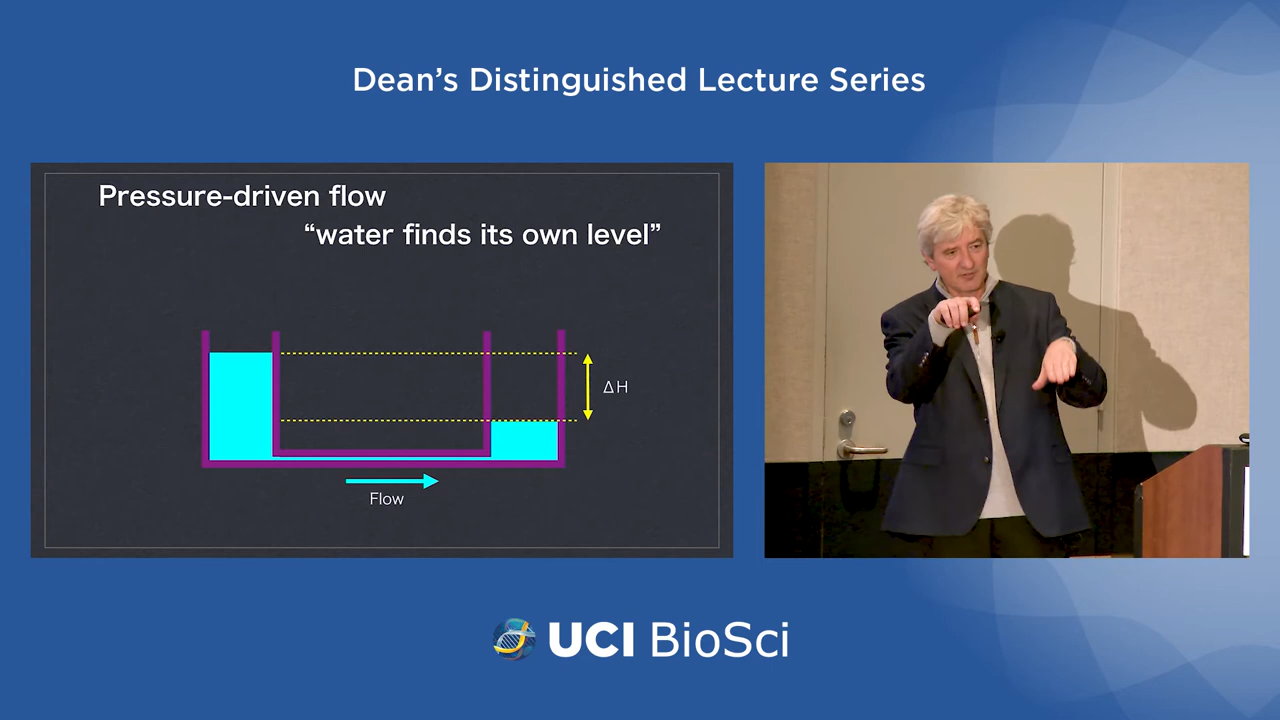 Dean’s Distinguished Lecture Series
Pressure-driven flow
“water finds its own level”
ΔH
Flow
UCI BioSci